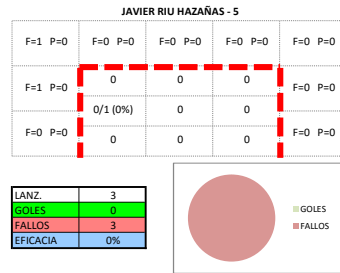 JAVIER RIU HAZAÑAS - 5
F=1 P=0 F=0 P=0 F=0 P=0 F=0 P=0 F=0 P=0
F=1 P=0 0 0 0 F=0 P=0
0/1 (0%) 0 0
F=0 P=0 0 0 0 F=0 P=0
LANZ. 3
GOLES 0
FALLOS 3
EFICACIA 0%
GOLES
FALLOS